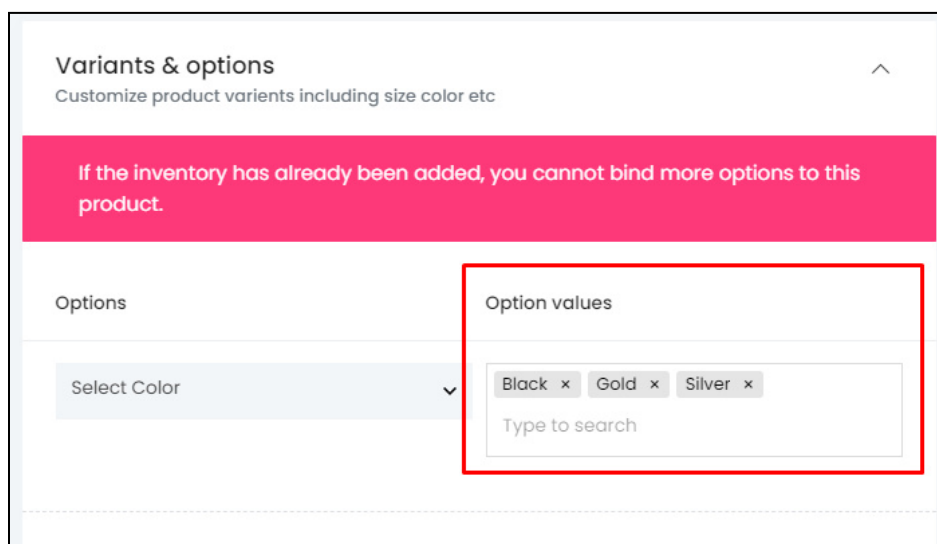 Variants & options
Customize product varients including size color etc
If the inventory has already been added, you cannot bind more options to this
product.
Options
Option values
Select Color
Black × Gold × Silver ×
Type to search